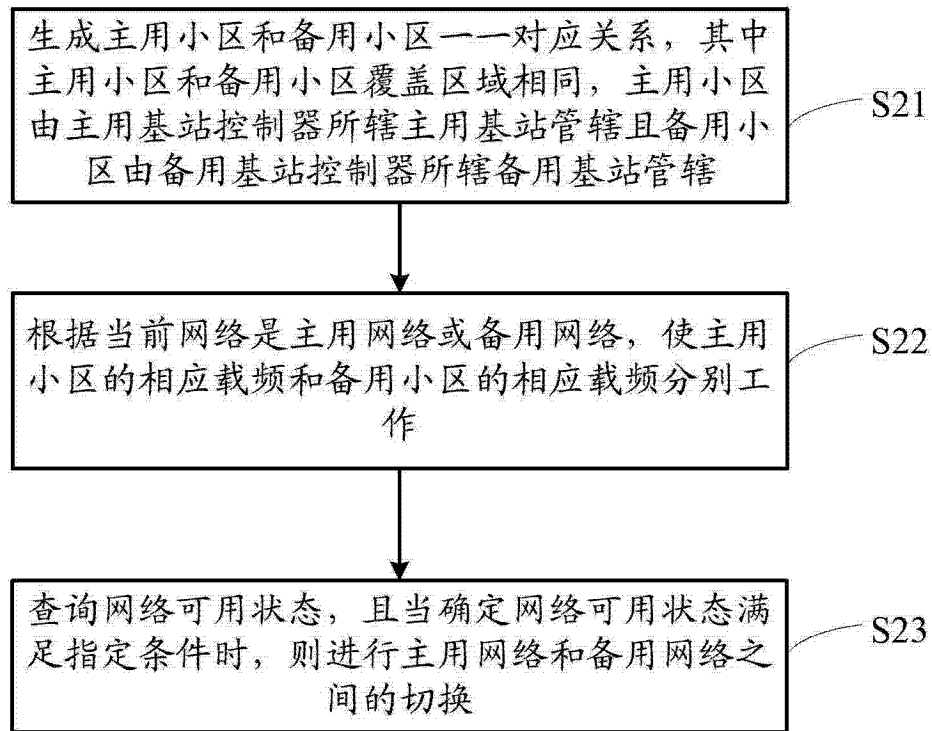 生成主用小区和备用小区一一对应关系，其中
主用小区和备用小区覆盖区域相同，主用小区
由主用基站控制器所辖主用基站管辖且备用小
区由备用基站控制器所辖备用基站管辖
S21
根据当前网络是主用网络或备用网络，使主用
小区的相应载频和备用小区的相应载频分别工
作
S22
查询网络可用状态，且当确定网络可用状态满
足指定条件时，则进行主用网络和备用网络之
间的切换
S23